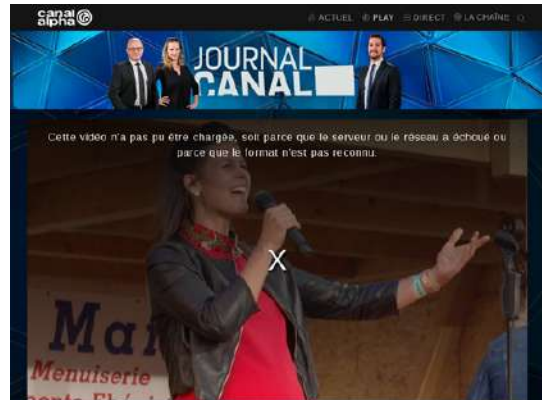 canal
alpha
ACTUEL PLAY DIRECT LA CHAÎNE
JOURNAL
CANAL
Cette vidéo n'a pas pu être chargée, soit parce que le serveur ou le réseau a échoué ou
parce que le format n'est pas reconnu.
X
Menuiserie